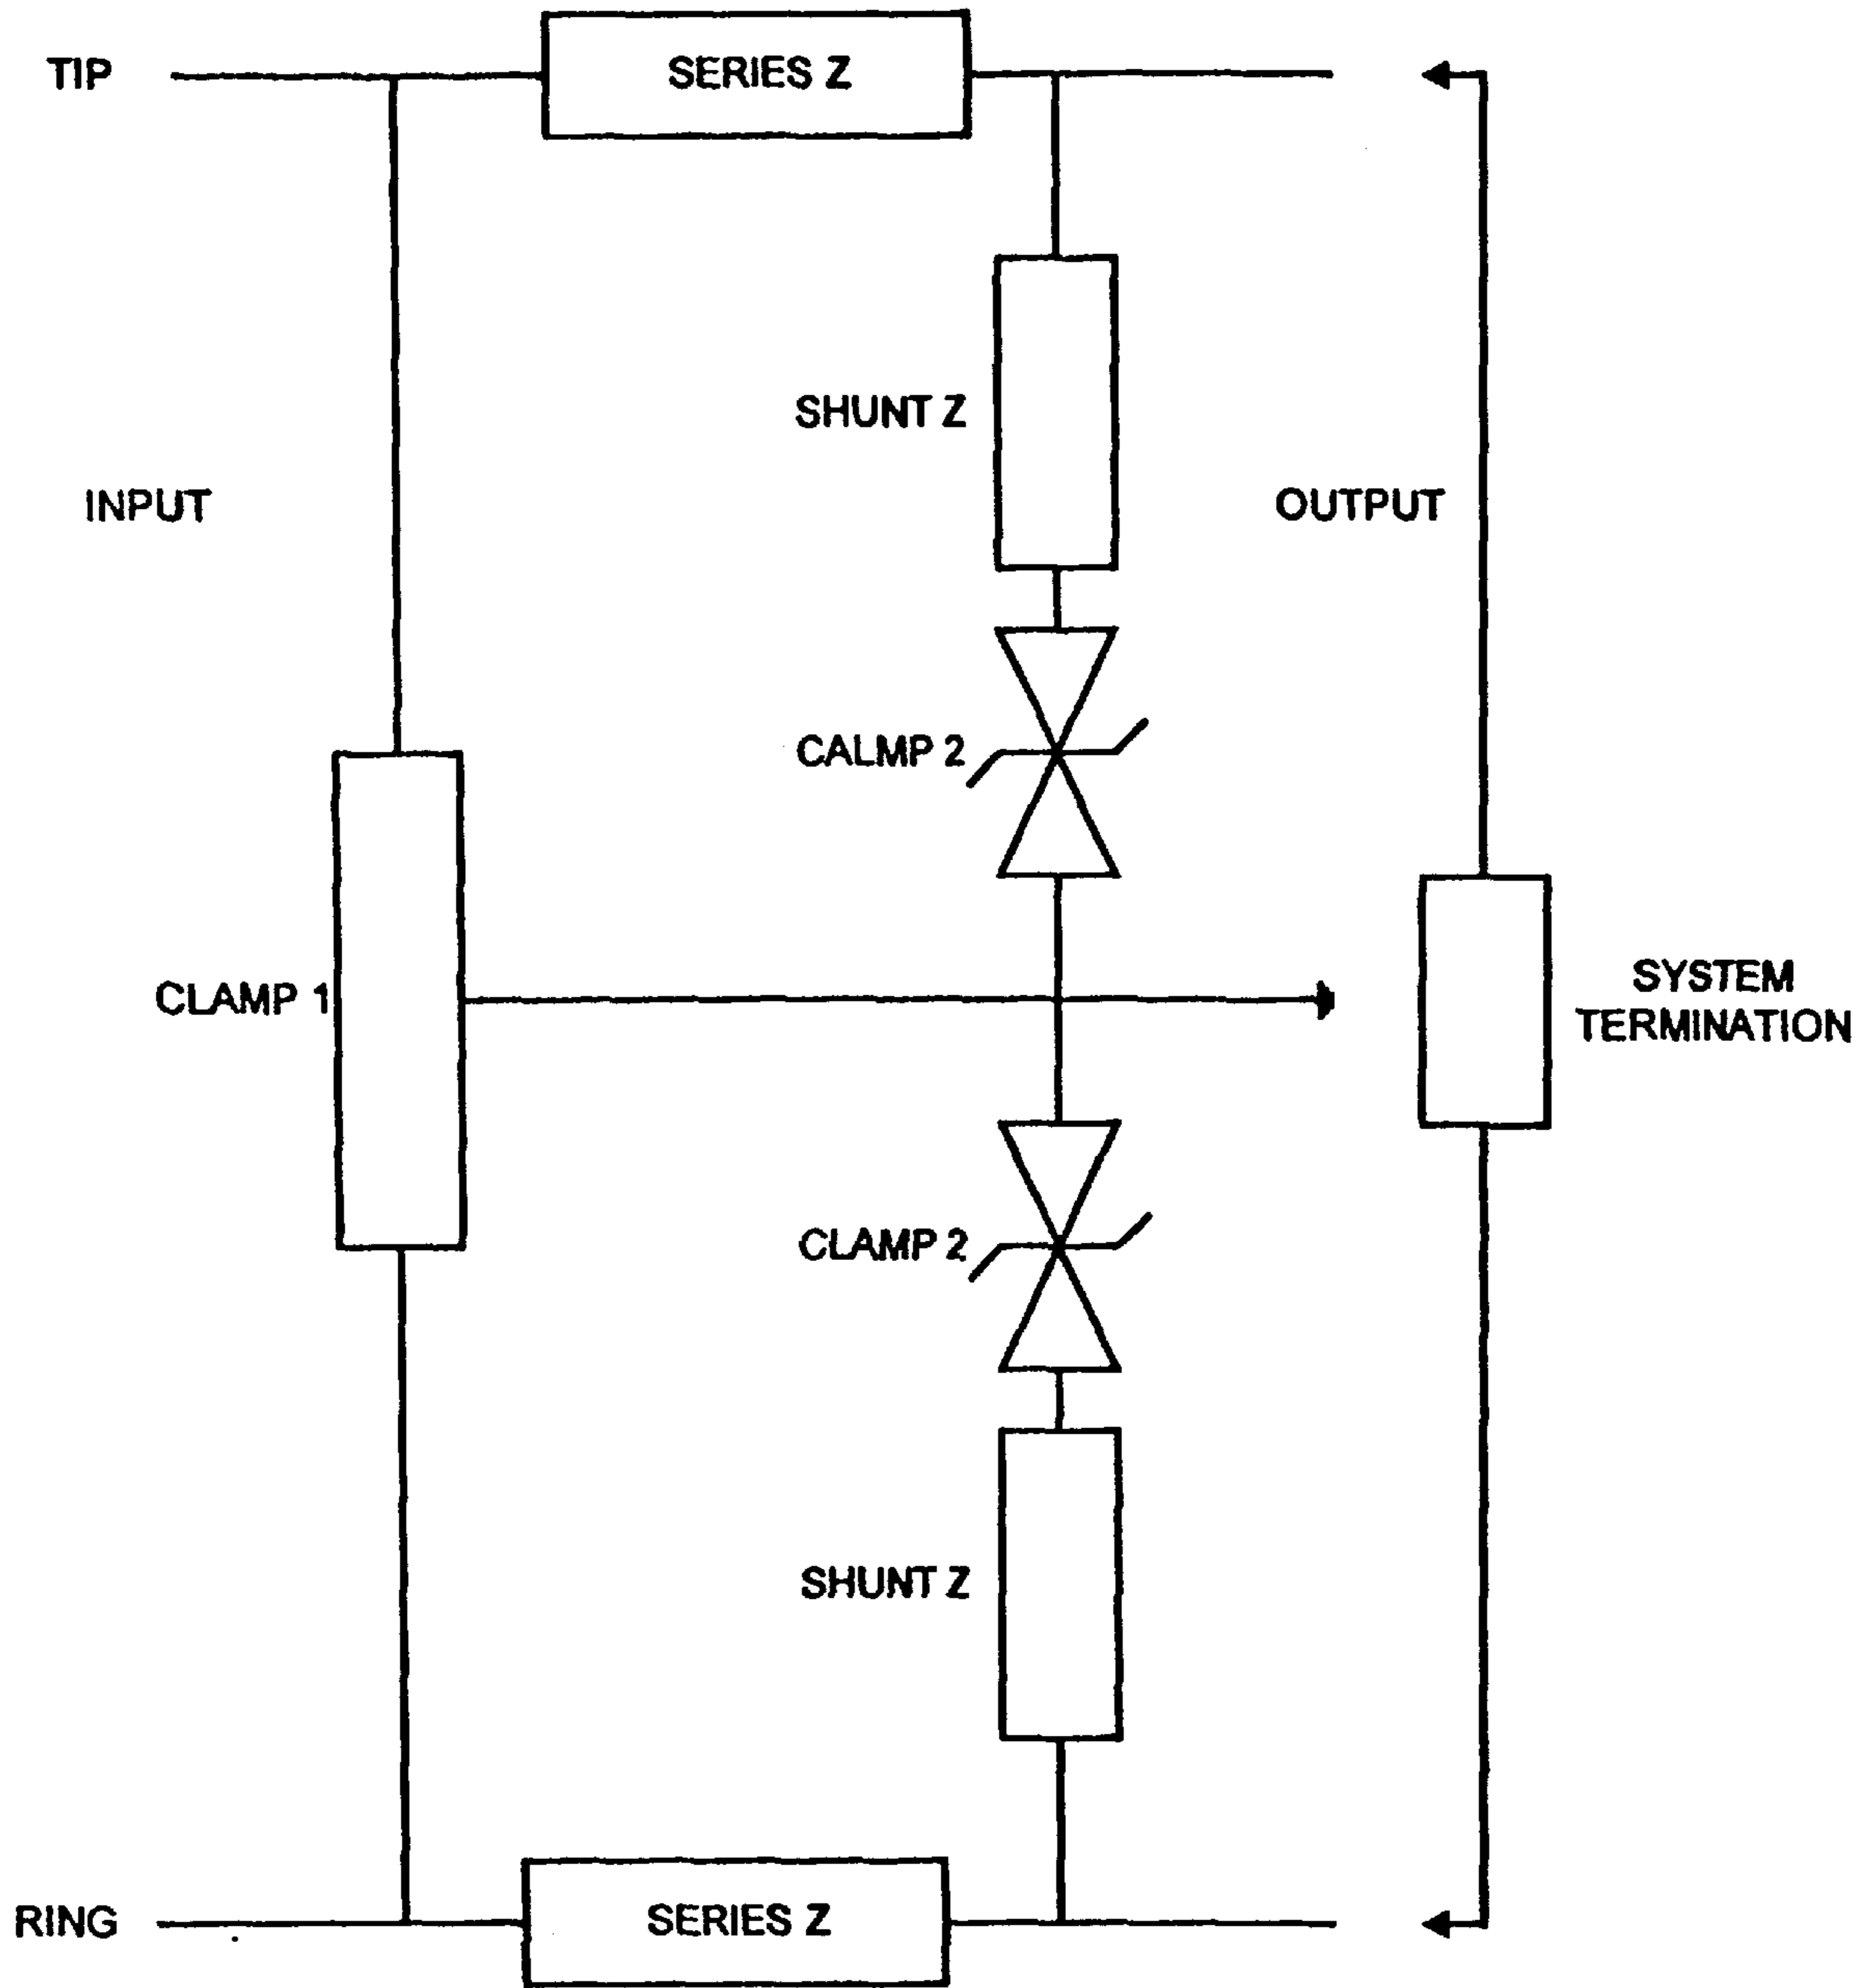 TIP
SERIES Z
SHUNT Z
INPUT
OUTPUT
CALMP 2
CLAMP 1
SYSTEM
TERMINATION
CLAMP 2
SHUNT Z
RING
SERIES Z